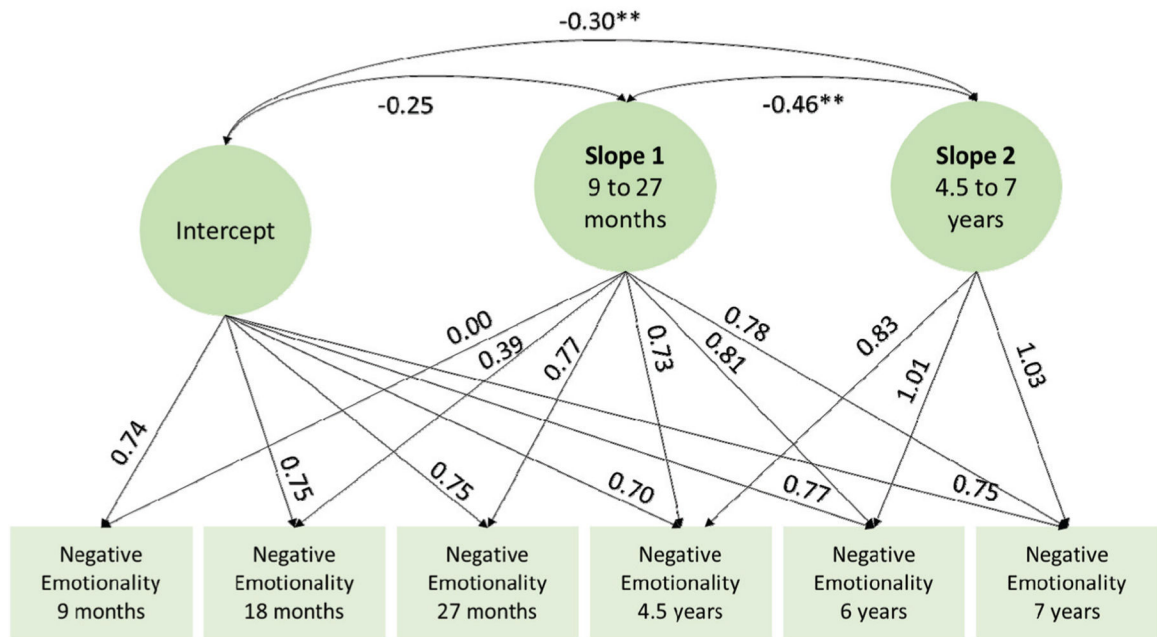 -0.30**
-0.25
-0.46**
Intercept
Slope 1
9 to 27
months
Slope 2
4.5 to 7
years
0.00
0.39
0.77
0.73
0.81
0.78
0.83
1.01
1.03
0.74
0.75
0.75
0.70
0.77
0.75
Negative
Emotionality
9 months
Negative
Emotionality
18 months
Negative
Emotionality
27 months
Negative
Emotionality
4.5 years
Negative
Emotionality
6 years
Negative
Emotionality
7 years